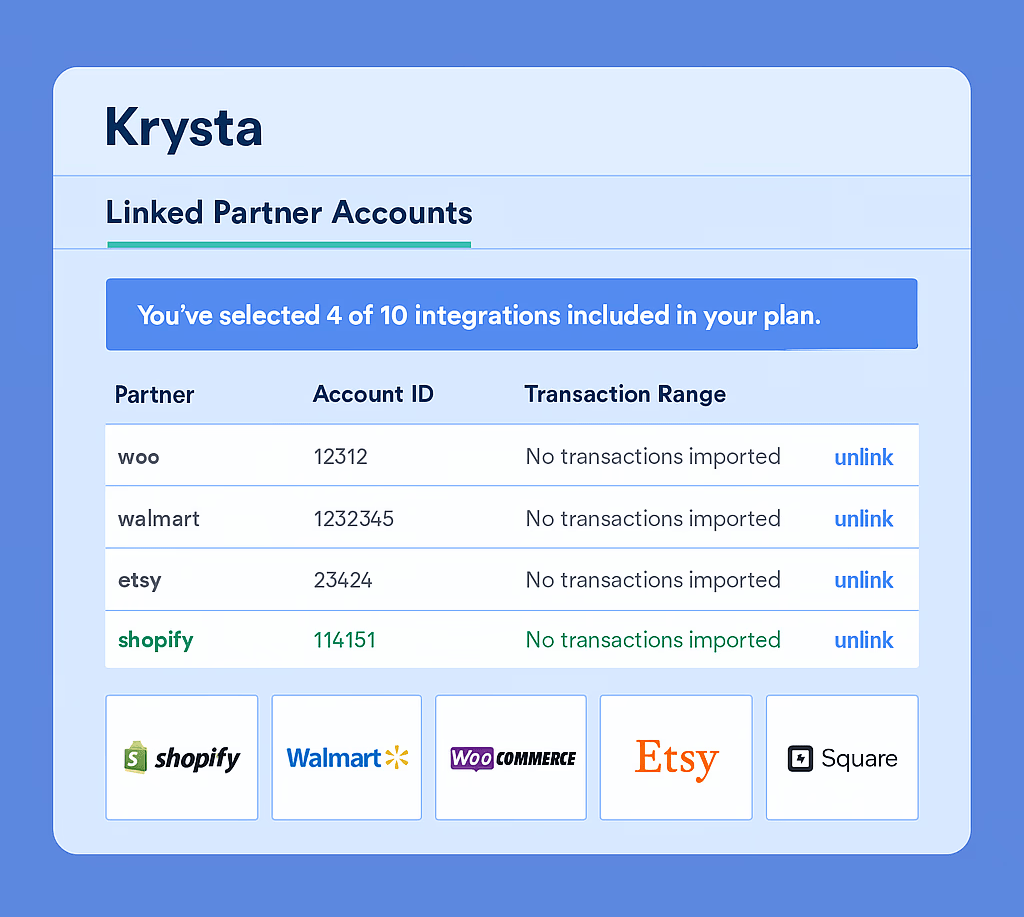 Krysta
Linked Partner Accounts
You've selected 4 of 10 integrations included in your plan.
Partner Account ID Transaction Range
woo 12312 No transactions imported unlink
walmart 1232345 No transactions imported unlink
etsy 23424 No transactions imported unlink
shopify 114151 No transactions imported unlink
shopify Walmart Woo COMMERCE Etsy Square